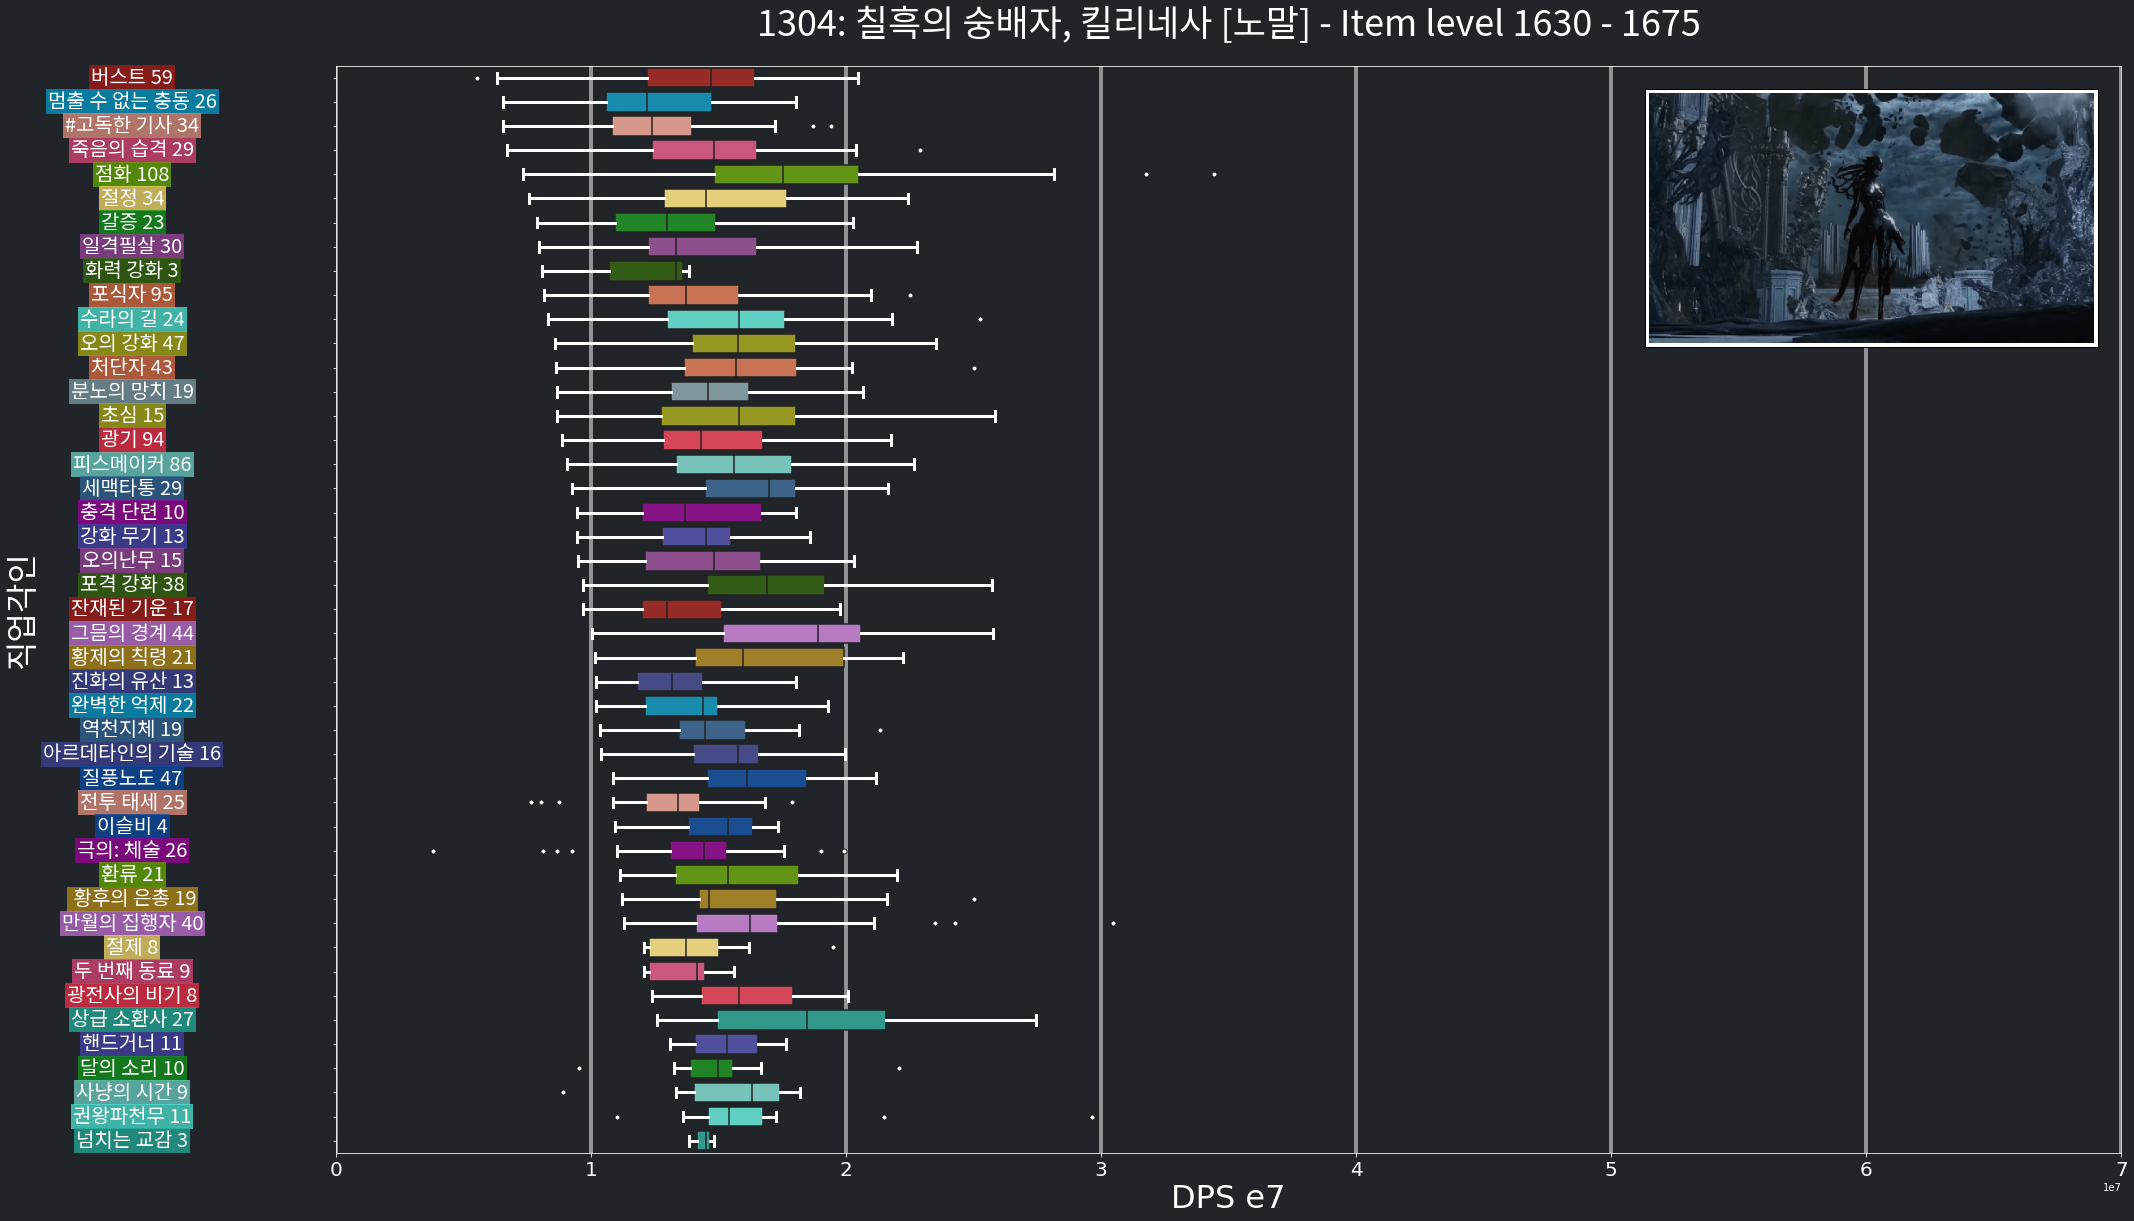 1304: 칠흑의 숭배자, 킬리네사 [노말] - Item level 1630 - 1675
직업각인
버스트 59
멈출 수 없는 충동 26
#고독한 기사 34
죽음의 습격 29
점화 108
절정 34
갈증 23
일격필살 30
화력 강화 3
포식자 95
수라의 길 24
오의 강화 47
처단자 43
분노의 망치 19
초심 15
광기 94
피스메이커 86
세맥타통 29
충격 단련 10
강화 무기 13
오의난무 15
포격 강화 38
잔재된 기운 17
그믐의 경계 44
황제의 칙령 21
진화의 유산 13
완벽한 억제 22
역천지체 19
아르데타인의 기술 16
질풍노도 47
전투 태세 25
이슬비 4
극의: 체술 26
환류 21
황후의 은총 19
만월의 집행자 40
절제 8
두 번째 동료 9
광전사의 비기 8
상급 소환사 27
핸드거너 11
달의 소리 10
사냥의 시간 9
권왕파천무 11
넘치는 교감 3
0 1 2 3 4 5 6 7
1e7
DPS e7